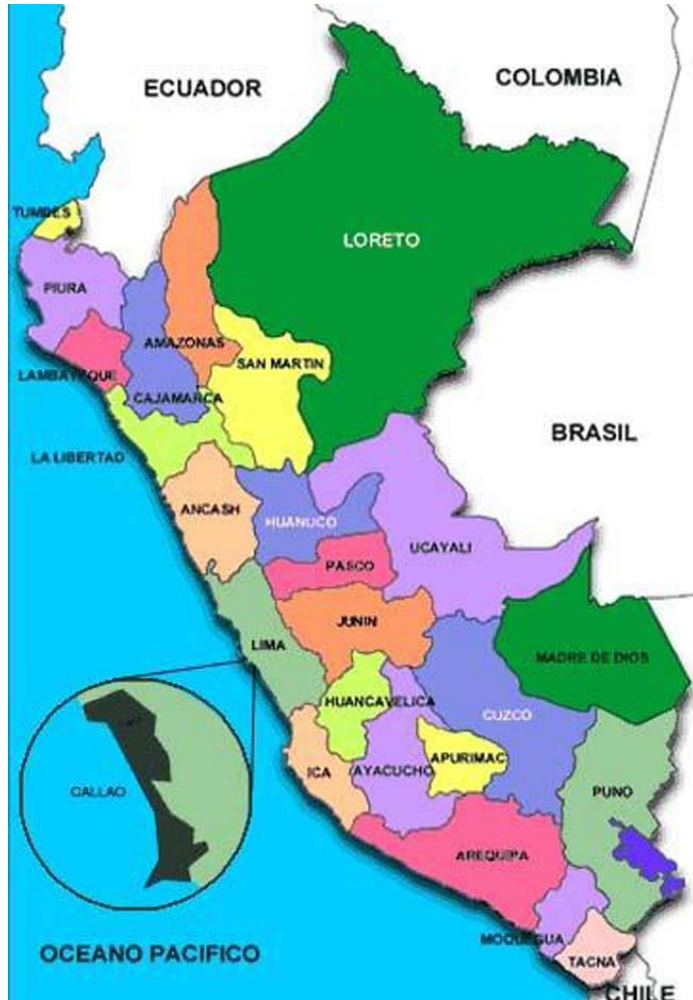 ECUADOR
COLOMBIA
TUMBES
LORETO
PIURA
AMAZONAS
SAN MARTIN
LAMBAYEQUE
CAJAMARCA
BRASIL
LA LIBERTAD
ANCASH
HUANUCO
UCAYALI
PASCO
JUNIN
LIMA
MADRE DE DIOS
HUANCAVELICA
CUZCO
APURIMAC
ICA
AYACUCHO
CALLAO
PUNO
AREQUIPA
MOQUEGUA
OCEANO PACIFICO
TACNA
CHILE